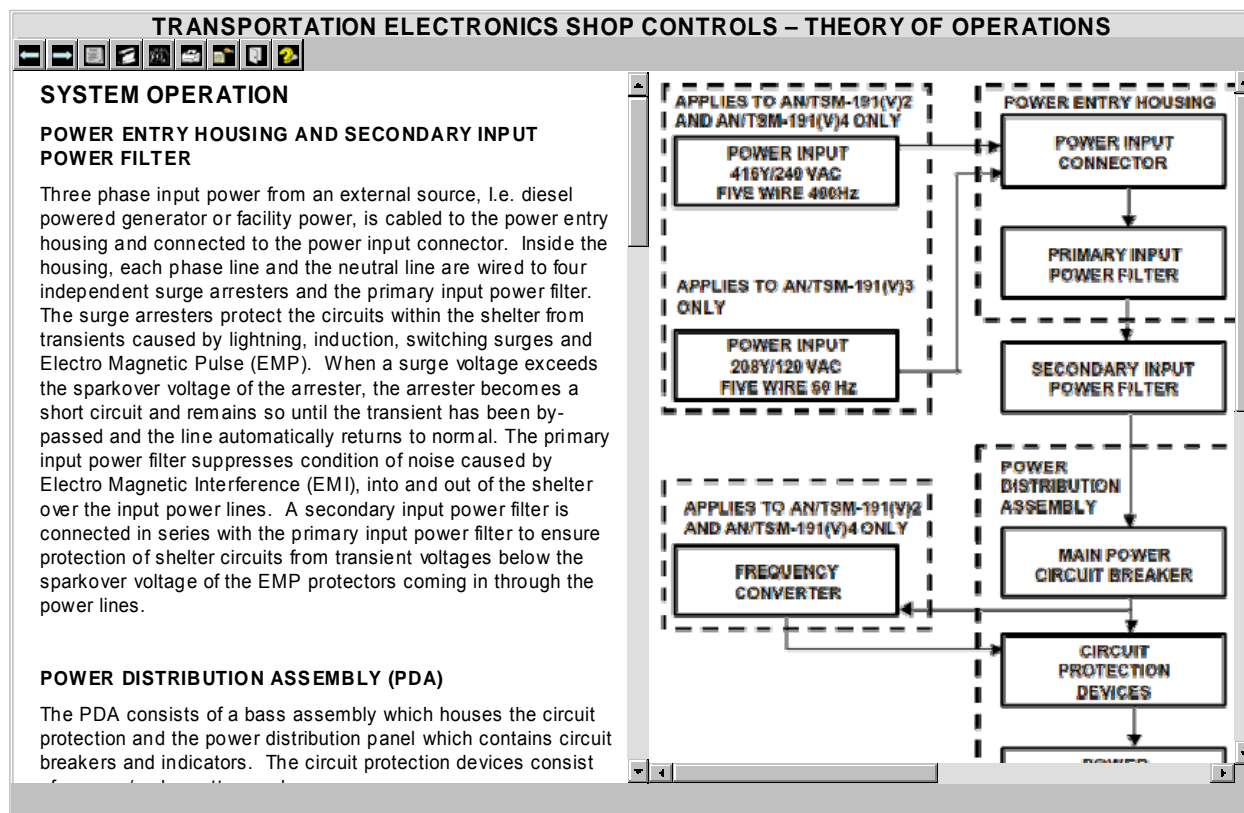 TRANSPORTATION ELECTRONICS SHOP CONTROLS – THEORY OF OPERATIONS
SYSTEM OPERATION
POWER ENTRY HOUSING AND SECONDARY INPUT
POWER FILTER
Three phase input power from an external source, I.e. diesel
powered generator or facility power, is cabled to the power entry
housing and connected to the power input connector. Inside the
housing, each phase line and the neutral line are wired to four
independent surge arresters and the primary input power filter.
The surge arresters protect the circuits within the shelter from
transients caused by lightning, induction, switching surges and
Electro Magnetic Pulse (EMP). When a surge voltage exceeds
the sparkover voltage of the arrester, the arrester becomes a
short circuit and remains so until the transient has been by-
passed and the line automatically returns to normal. The primary
input power filter suppresses condition of noise caused by
Electro Magnetic Interference (EMI), into and out of the shelter
over the input power lines. A secondary input power filter is
connected in series with the primary input power filter to ensure
protection of shelter circuits from transient voltages below the
sparkover voltage of the EMP protectors coming in through the
power lines.
POWER DISTRIBUTION ASSEMBLY (PDA)
The PDA consists of a bass assembly which houses the circuit
protection and the power distribution panel which contains circuit
breakers and indicators. The circuit protection devices consist
APPLIES TO AN/TSM-191(V)2
AND AN/TSM-191(V)4 ONLY
POWER INPUT
416Y/240 VAC
FIVE WIRE 400Hz
APPLIES TO AN/TSM-191(V)3
ONLY
POWER INPUT
208Y/120 VAC
FIVE WIRE 60 Hz
POWER ENTRY HOUSING
POWER INPUT
CONNECTOR
PRIMARY INPUT
POWER FILTER
SECONDARY INPUT
POWER FILTER
APPLIES TO AN/TSM-191(V)2
AND AN/TSM-191(V)4 ONLY
FREQUENCY
CONVERTER
POWER
DISTRIBUTION
ASSEMBLY
MAIN POWER
CIRCUIT BREAKER
CIRCUIT
PROTECTION
DEVICES
POWER